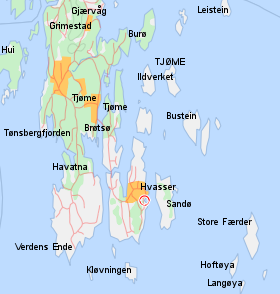 Gjærvåg
Leistein
Grimestad
Burø
Hui
TJØME
Ildverket
Tjøme
Tjøme
Bustein
Tønsbergfjorden
Brøtsø
Havatna
Hvasser
Sandø
Store Færder
Verdens Ende
Kløvningen
Hoftøya
Langøya